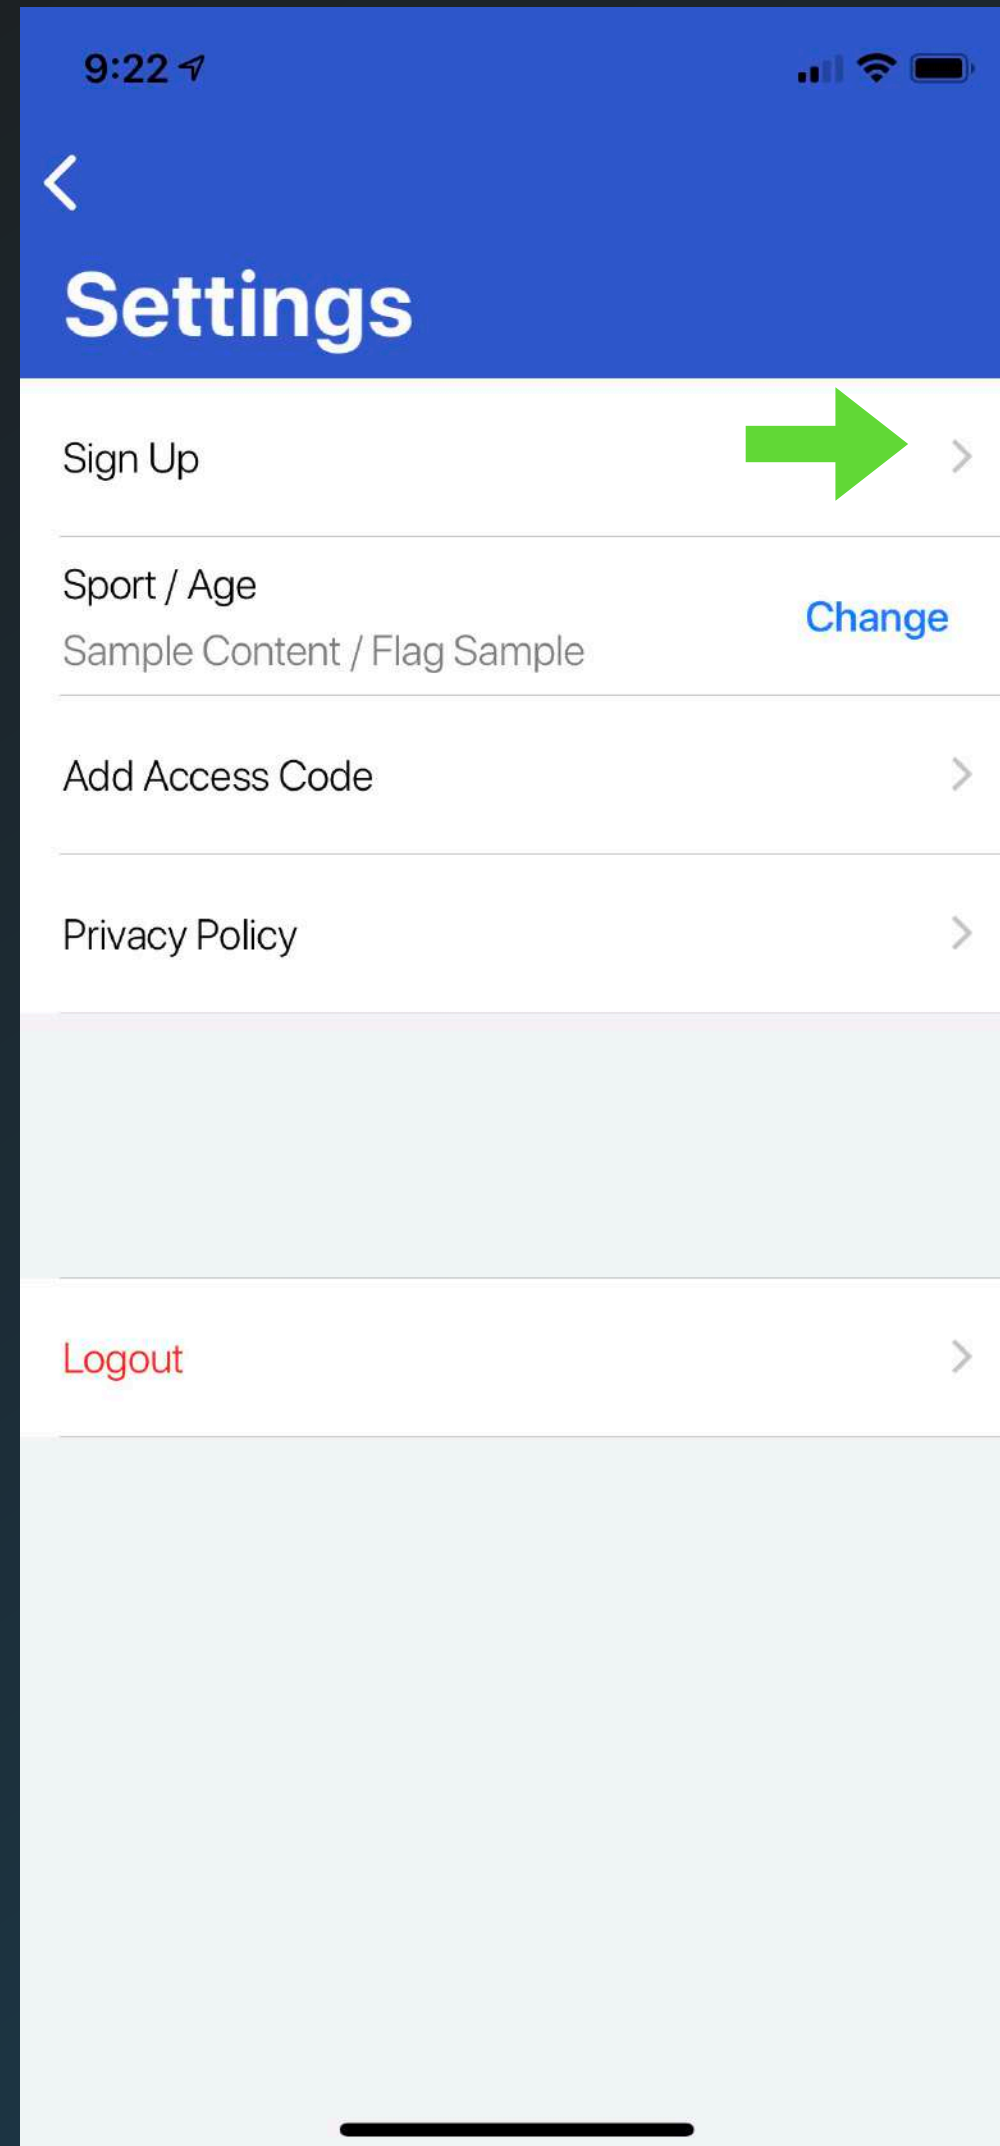 9:22
Settings
Sign Up
Sport / Age
Sample Content / Flag Sample
Change
Add Access Code
Privacy Policy
Logout